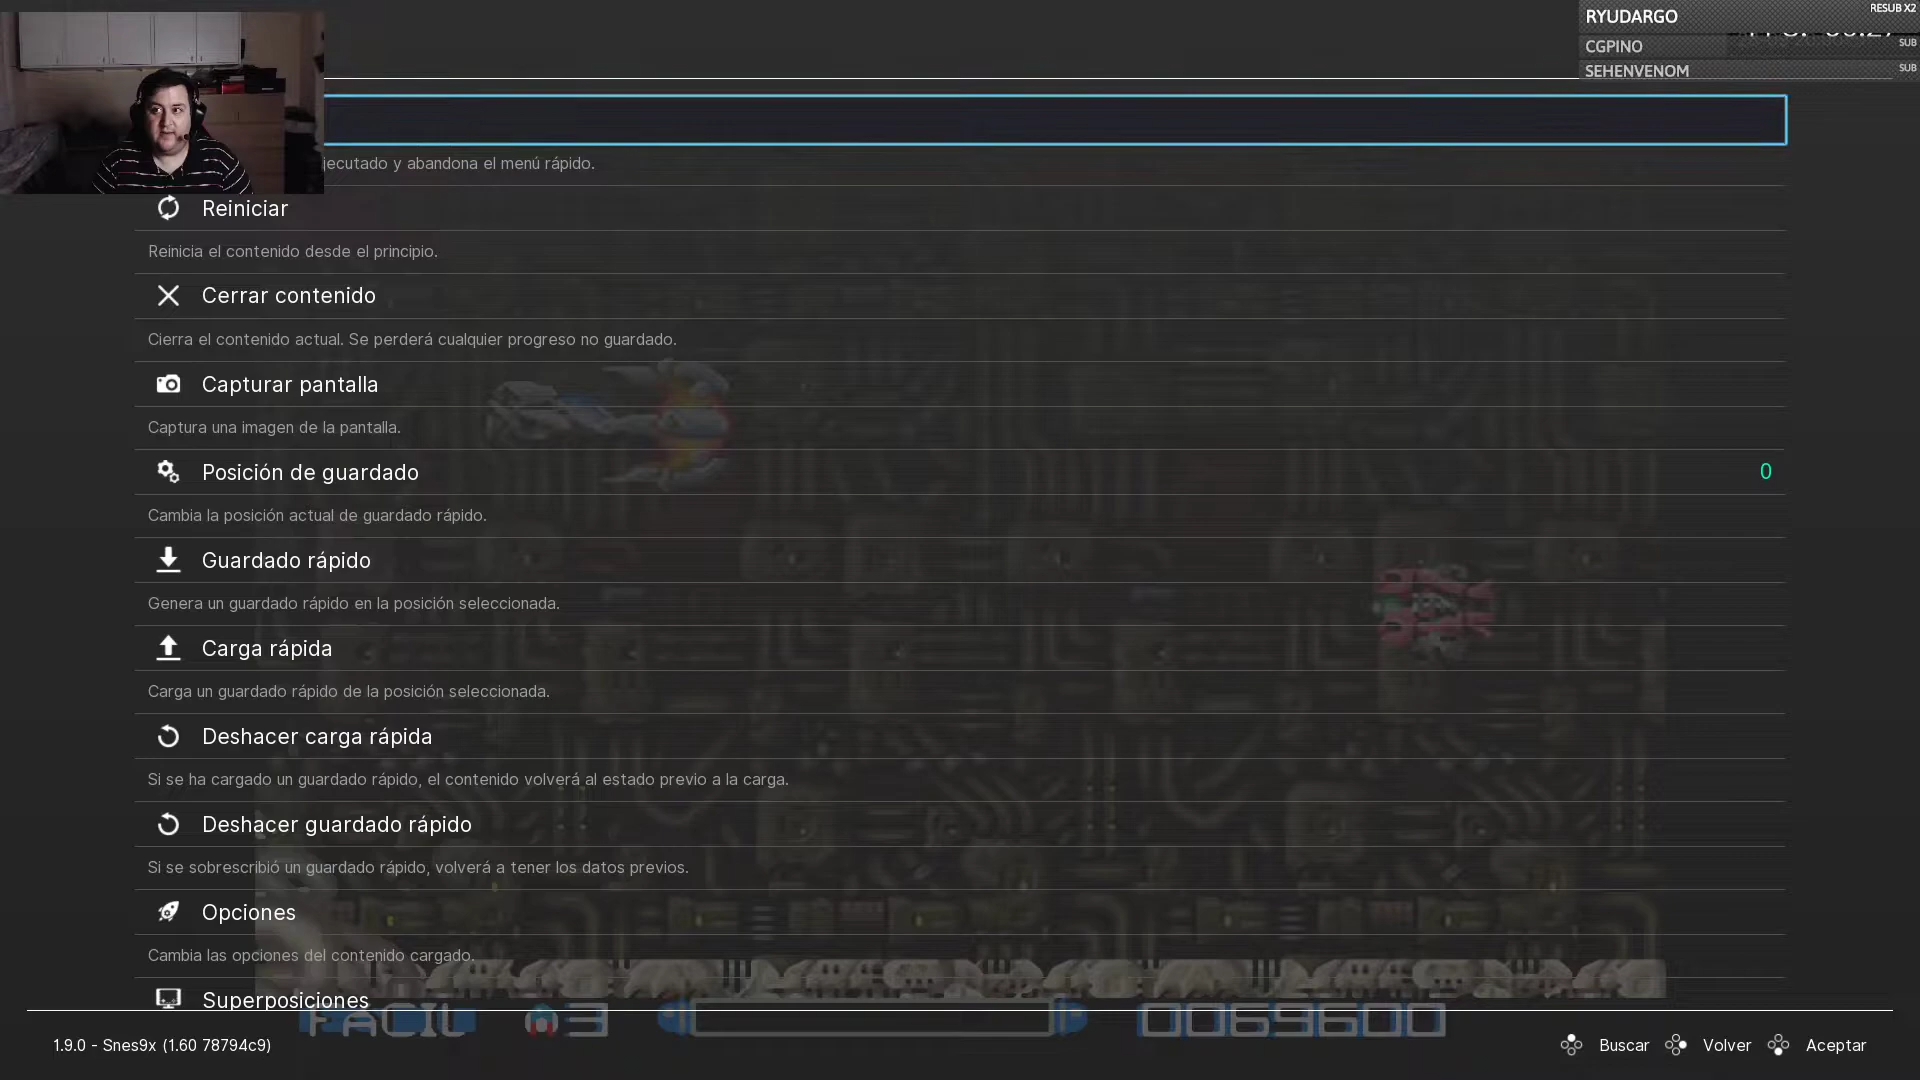 RYUDARGO RESUB X2
CGPINO SUB
SEHENVENOM SUB
jecutado y abandona el menú rápido.
Reiniciar
Reinicia el contenido desde el principio.
Cerrar contenido
Cierra el contenido actual. Se perderá cualquier progreso no guardado.
Capturar pantalla
Captura una imagen de la pantalla.
Posición de guardado 0
Cambia la posición actual de guardado rápido.
Guardado rápido
Genera un guardado rápido en la posición seleccionada.
Carga rápida
Carga un guardado rápido de la posición seleccionada.
Deshacer carga rápida
Si se ha cargado un guardado rápido, el contenido volverá al estado previo a la carga.
Deshacer guardado rápido
Si se sobrescribió un guardado rápido, volverá a tener los datos previos.
Opciones
Cambia las opciones del contenido cargado.
Superposiciones
FACIL 3 0069600
1.9.0 - Snes9x (1.60 78794c9) Buscar Volver Aceptar